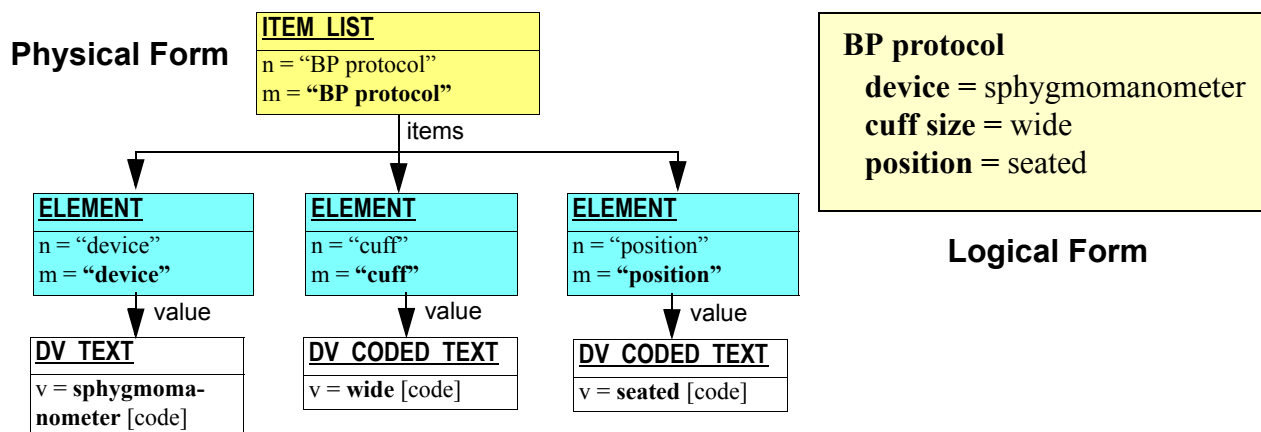 Physical Form
ITEM_LIST
n = “BP protocol”
m = “BP protocol”
items
ELEMENT
n = “device”
m = “device”
value
DV_TEXT
v = sphygmoma-
nometer [code]
ELEMENT
n = “cuff”
m = “cuff”
value
DV_CODED_TEXT
v = wide [code]
ELEMENT
n = “position”
m = “position”
value
DV_CODED_TEXT
v = seated [code]
BP protocol
device = sphygmomanometer
cuff size = wide
position = seated
Logical Form